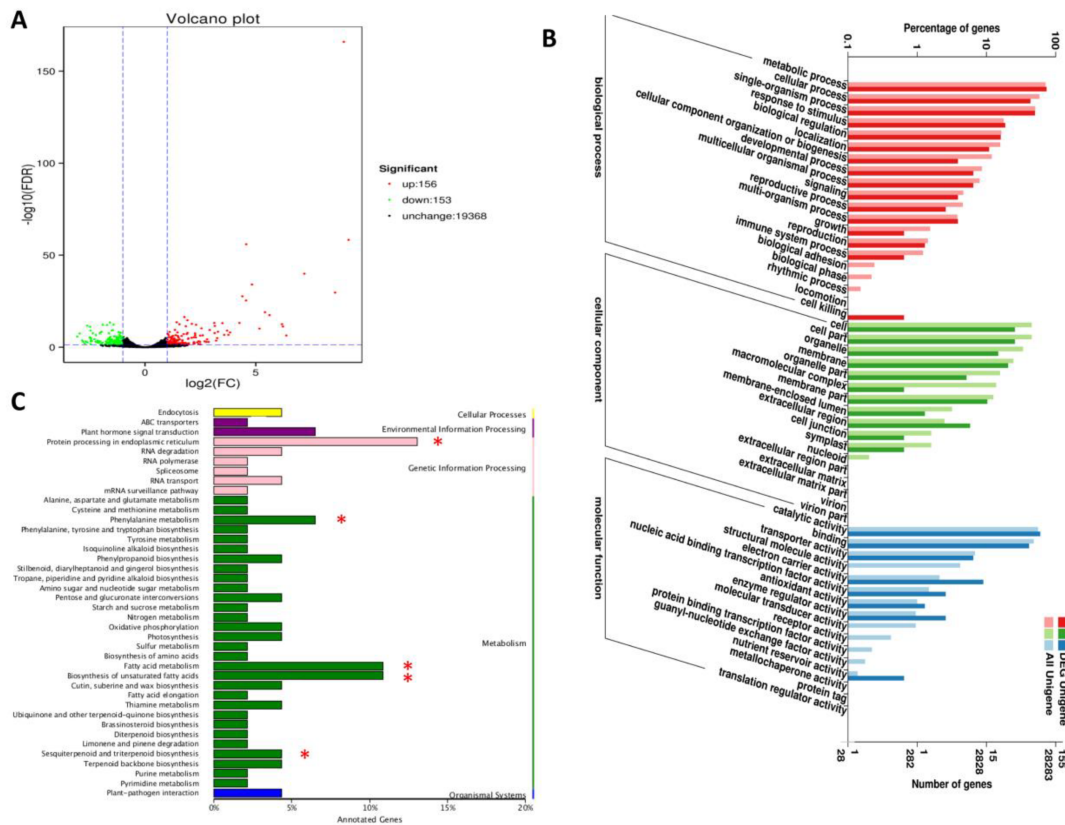 A
Volcano plot
150
100
50
0
-log10(FDR)
0
5
log2(FC)
Significant
up:156
down:153
unchange:19368
B
Percentage of genes
0.1
1
10
100
biological process
metabolic process
cellular process
single-organism process
response to stimulus
biological regulation
localization
cellular component organization or biogenesis
developmental process
multicellular organismal process
signaling
reproductive process
multi-organism process
growth
reproduction
immune system process
biological adhesion
biological phase
rhythmic process
locomotion
cell killing
cellular component
cell
cell part
organelle
membrane
organelle part
macromolecular complex
membrane part
membrane-enclosed lumen
extracellular region
cell junction
symplast
nucleoid
extracellular region part
extracellular matrix
extracellular matrix part
virion
virion part
molecular function
catalytic activity
binding
transporter activity
structural molecule activity
electron carrier activity
nucleic acid binding transcription factor activity
antioxidant activity
enzyme regulator activity
molecular transducer activity
receptor activity
protein binding transcription factor activity
guanyl-nucleotide exchange factor activity
nutrient reservoir activity
metallochaperone activity
protein tag
translation regulator activity
DEG Unigene
All Unigene
1
1
15
155
28
282
2828
28283
Number of genes
C
Endocytosis
ABC transporters
Plant hormone signal transduction
Protein processing in endoplasmic reticulum
RNA degradation
RNA polymerase
Spliceosome
RNA transport
mRNA surveillance pathway
Alanine, aspartate and glutamate metabolism
Cysteine and methionine metabolism
Phenylalanine metabolism
Phenylalanine, tyrosine and tryptophan biosynthesis
Tyrosine metabolism
Isoquinoline alkaloid biosynthesis
Phenylpropanoid biosynthesis
Stilbenoid, diarylheptanoid and gingerol biosynthesis
Tropane, piperidine and pyridine alkaloid biosynthesis
Amino sugar and nucleotide sugar metabolism
Pentose and glucuronate interconversions
Starch and sucrose metabolism
Nitrogen metabolism
Oxidative phosphorylation
Photosynthesis
Sulfur metabolism
Biosynthesis of amino acids
Fatty acid metabolism
Biosynthesis of unsaturated fatty acids
Cutin, suberine and wax biosynthesis
Fatty acid elongation
Thiamine metabolism
Ubiquinone and other terpenoid-quinone biosynthesis
Brassinosteroid biosynthesis
Diterpenoid biosynthesis
Limonene and pinene degradation
Sesquiterpenoid and triterpenoid biosynthesis
Terpenoid backbone biosynthesis
Purine metabolism
Pyrimidine metabolism
Plant-pathogen interaction
*
*
*
*
*
Cellular Processes
Environmental Information Processing
Genetic Information Processing
Metabolism
Organismal Systems
0%
5%
10%
15%
20%
Annotated Genes